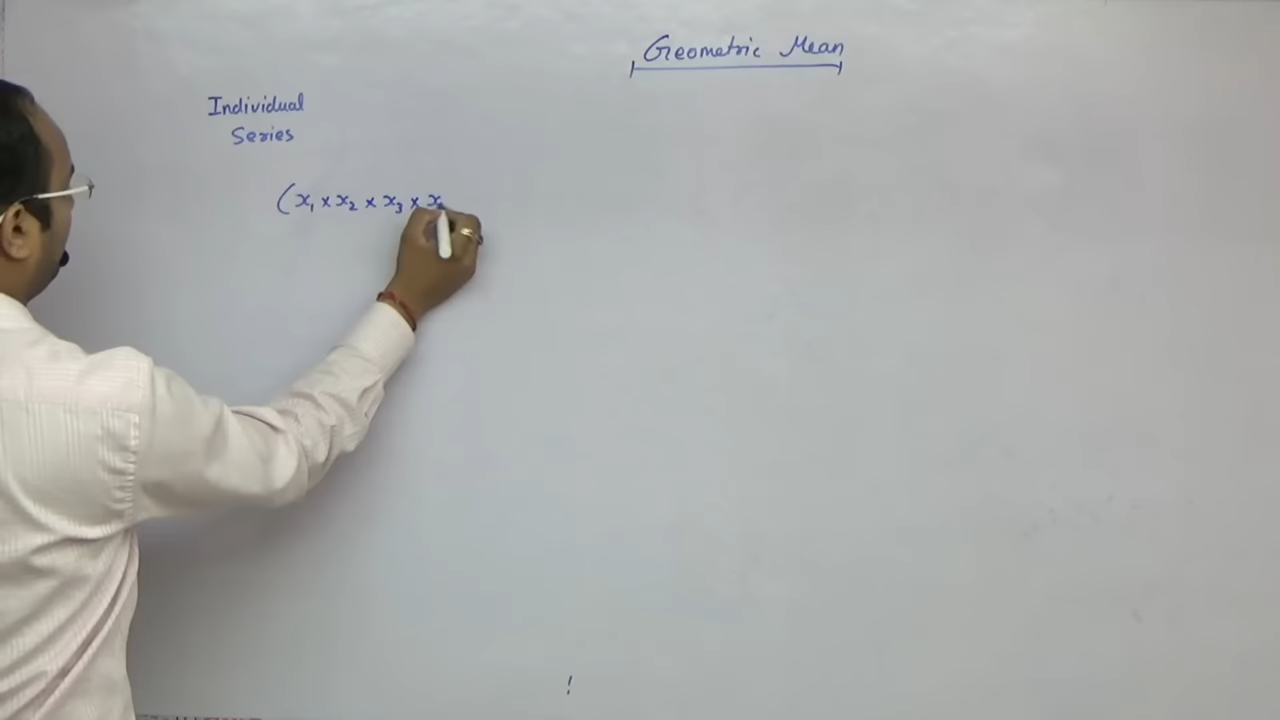 Geometric Mean
Individual
Series
(x₁ × x₂ × x₃ × x
!